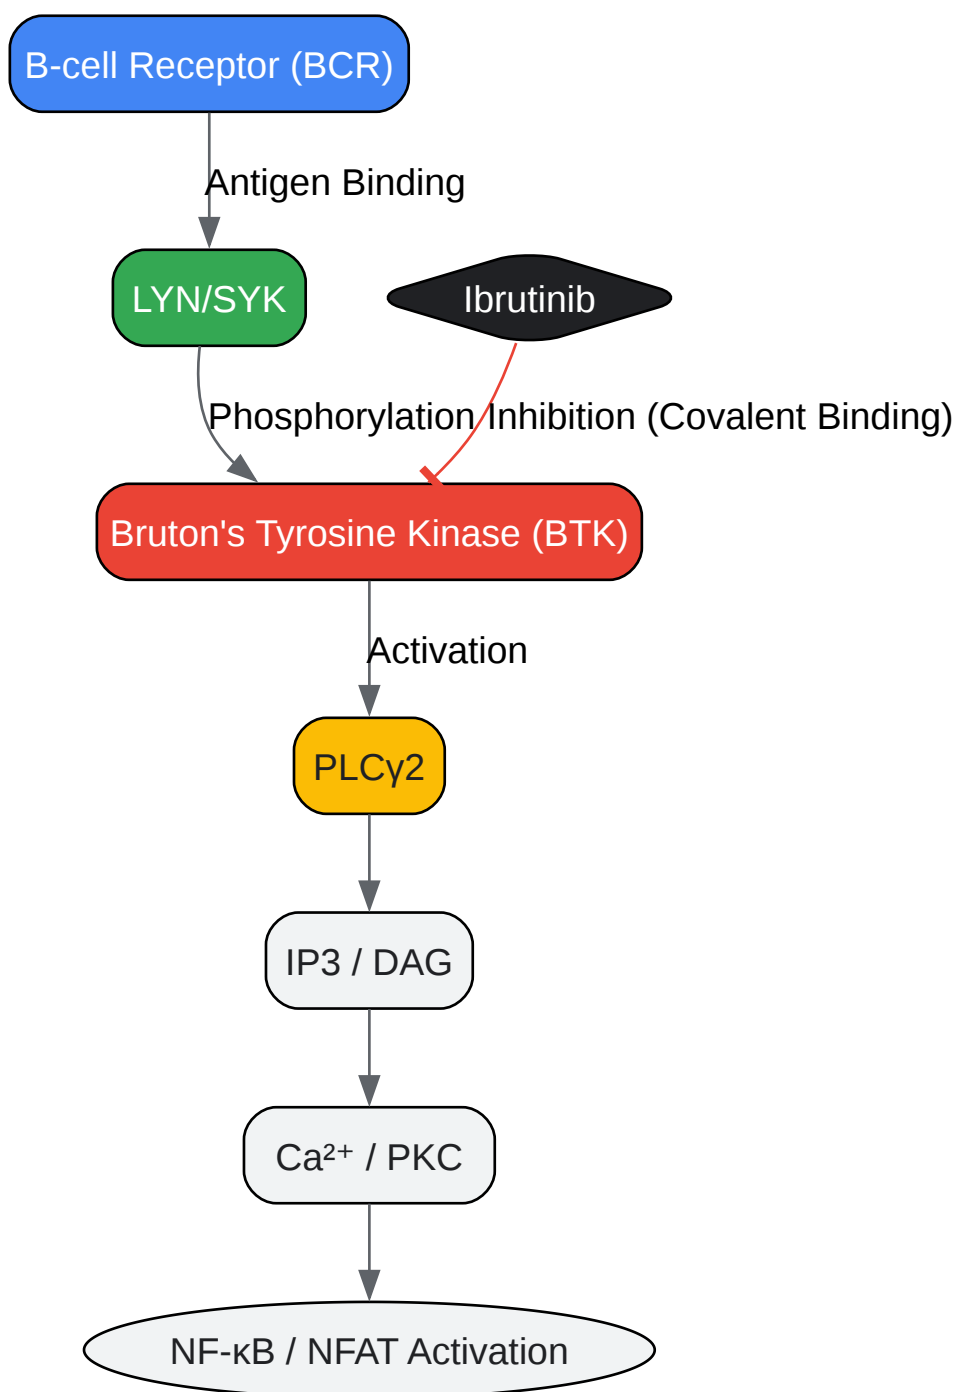 B-cell Receptor (BCR)
Antigen Binding
LYN/SYK
Ibrutinib
Phosphorylation
Inhibition (Covalent Binding)
Bruton's Tyrosine Kinase (BTK)
Activation
PLCγ2
IP3 / DAG
Ca²⁺ / PKC
NF-κB / NFAT Activation